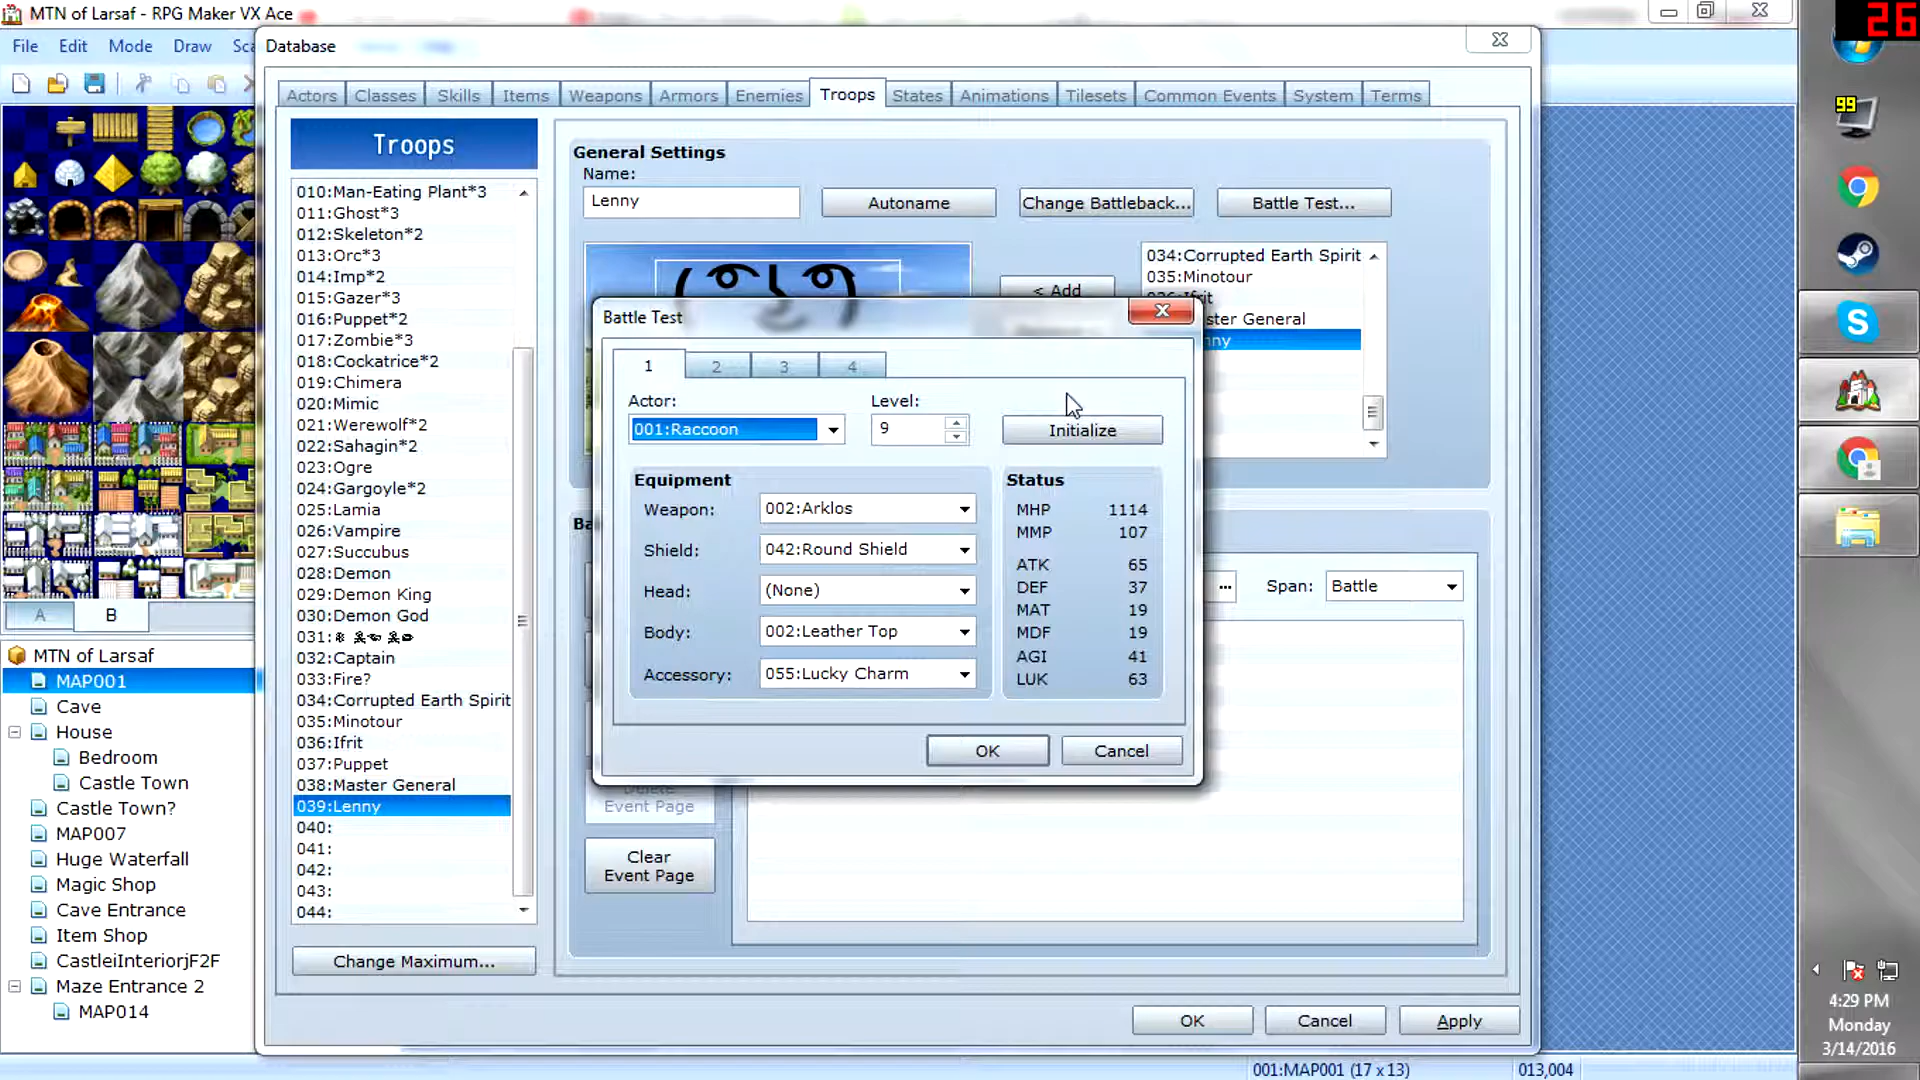 MTN of Larsaf - RPG Maker VX Ace
26
File Edit Mode Draw Sca
Database
Actors Classes Skills Items Weapons Armors Enemies Troops States Animations Tilesets Common Events System Terms
99
Troops
010:Man-Eating Plant*3
011:Ghost*3
012:Skeleton*2
013:Orc*3
014:Imp*2
015:Gazer*3
016:Puppet*2
017:Zombie*3
018:Cockatrice*2
019:Chimera
020:Mimic
021:Werewolf*2
022:Sahagin*2
023:Ogre
024:Gargoyle*2
025:Lamia
026:Vampire
027:Succubus
028:Demon
029:Demon King
030:Demon God
031:
032:Captain
033:Fire?
034:Corrupted Earth Spirit
035:Minotour
036:Ifrit
037:Puppet
038:Master General
039:Lenny
040:
041:
042:
043:
044:
Change Maximum...
General Settings
Name:
Lenny
Autoname
Change Battleback...
Battle Test...
< Add
034:Corrupted Earth Spirit
035:Minotour
036:Ifrit
ster General
nny
Battle Test
1 2 3 4
Actor:
001:Raccoon
Level:
9
Initialize
Equipment
Weapon: 002:Arklos
Shield: 042:Round Shield
Head: (None)
Body: 002:Leather Top
Accessory: 055:Lucky Charm
Status
MHP 1114
MMP 107
ATK 65
DEF 37
MAT 19
MDF 19
AGI 41
LUK 63
OK Cancel
Ba
...
Span: Battle
Delete
Event Page
Clear
Event Page
OK Cancel Apply
A B
MTN of Larsaf
MAP001
Cave
House
Bedroom
Castle Town
Castle Town?
MAP007
Huge Waterfall
Magic Shop
Cave Entrance
Item Shop
CastleiInteriorjF2F
Maze Entrance 2
MAP014
001:MAP001 (17 x 13)
013,004
4:29 PM
Monday
3/14/2016